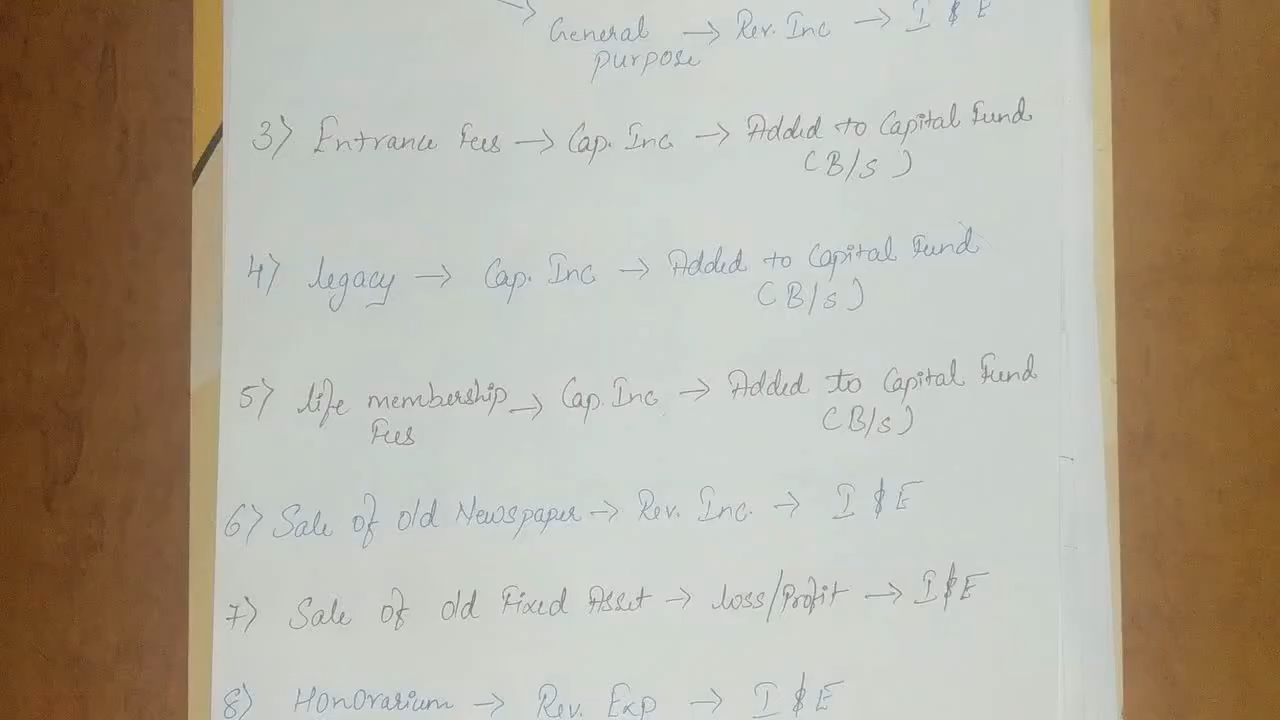 General → Rev. Inc → I & E
purpose
3) Entrance Fees → Cap. Inc → Added to Capital Fund
(B/S)
4) legacy → Cap. Inc → Added to Capital Fund
(B/S)
5) life membership → Cap. Inc → Added to Capital Fund
Fees (B/S)
6) Sale of old Newspaper → Rev. Inc. → I & E
7) Sale of old Fixed Asset → loss/Profit → I & E
8) Honorarium → Rev. Exp → I & E